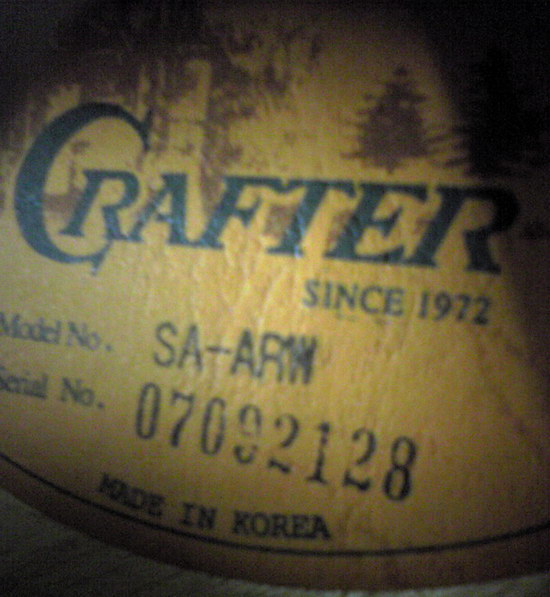 CRAFTER
SINCE 1972
Model No. SA-ARW
Serial No. 07092128
MADE IN KOREA